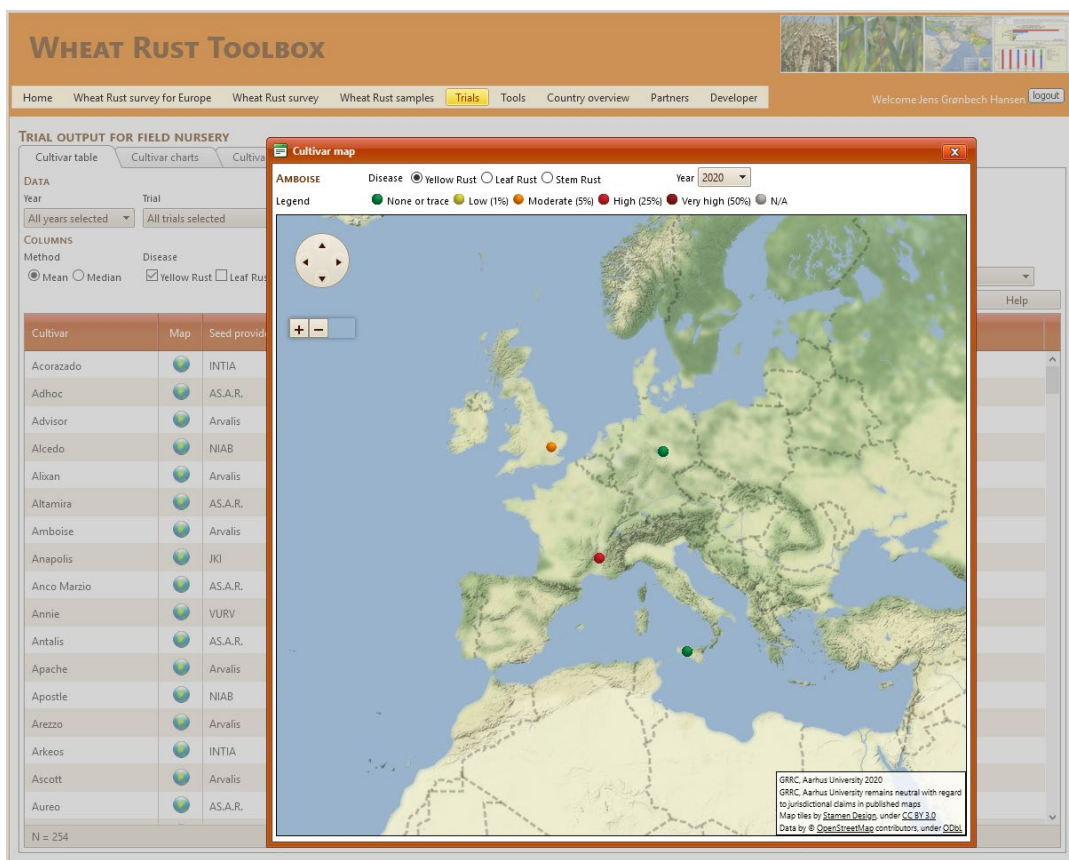 WHEAT RUST TOOLBOX
Home Wheat Rust survey for Europe Wheat Rust survey Wheat Rust samples Trials Tools Country overview Partners Developer Welcome Jens Grønbech Hansen logout
TRIAL OUTPUT FOR FIELD NURSERY
Cultivar table Cultivar charts Cultiva
DATA
Year Trial
All years selected All trials selected
COLUMNS
Method Disease
Mean Median Yellow Rust Leaf Rus
Help
Cultivar Map Seed provide
Acorazado INTIA
Adhoc AS.A.R.
Advisor Arvalis
Alcedo NIAB
Alixan Arvalis
Altamira AS.A.R.
Amboise Arvalis
Anapolis JKI
Anco Marzio AS.A.R.
Annie VURV
Antalis AS.A.R.
Apache Arvalis
Apostle NIAB
Arezzo Arvalis
Arkeos INTIA
Ascott Arvalis
Aureo AS.A.R.
N = 254
Cultivar map x
AMBOISE Disease Yellow Rust Leaf Rust Stem Rust Year 2020
Legend None or trace Low (1%) Moderate (5%) High (25%) Very high (50%) N/A
+ −
GRRC, Aarhus University 2020
GRRC, Aarhus University remains neutral with regard
to jurisdictional claims in published maps
Map tiles by Stamen Design, under CC BY 3.0
Data by © OpenStreetMap contributors, under ODbL